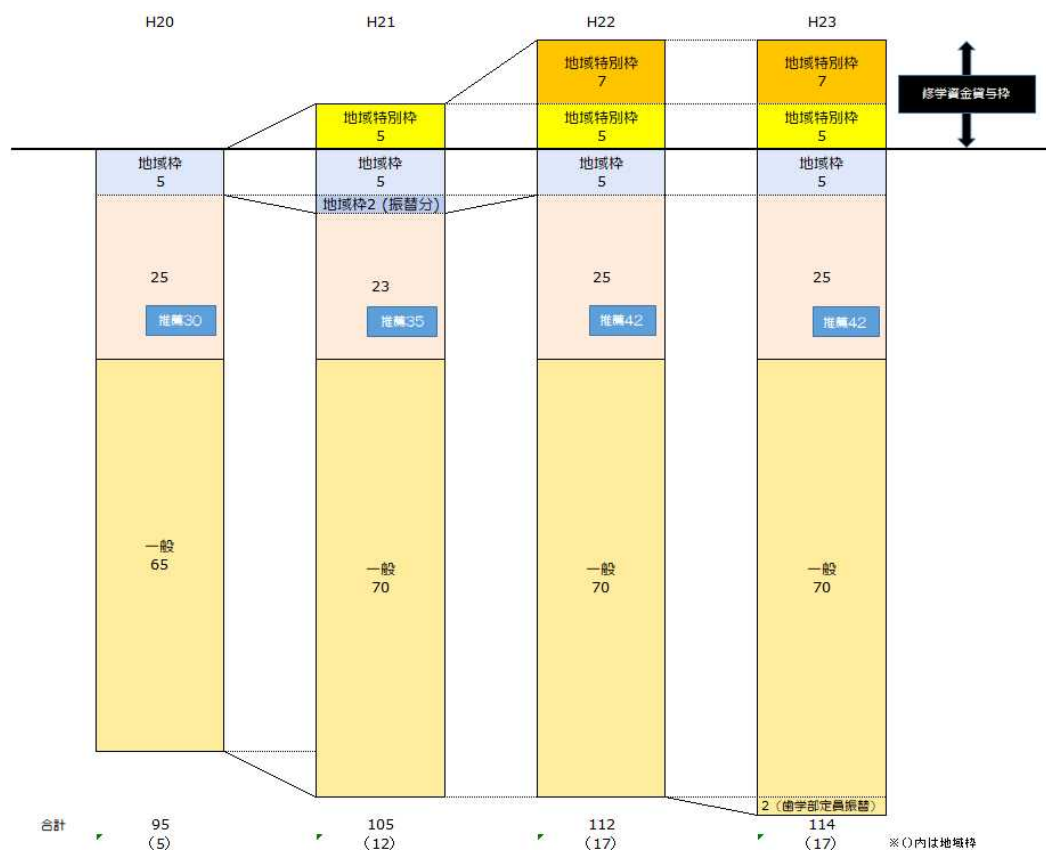 H20 H21 H22 H23
地域特別枠 地域特別枠
7 7
修学資金貸与枠
地域特別枠 地域特別枠 地域特別枠
5 5 5
地域枠 地域枠 地域枠 地域枠
5 5 5 5
地域枠2 (振替分)
25 23 25 25
推薦30 推薦35 推薦42 推薦42
一般 一般 一般 一般
65 70 70 70
2（歯学部定員振替）
合計 95 105 112 114
（5） （12） （17） （17） ※()内は地域枠